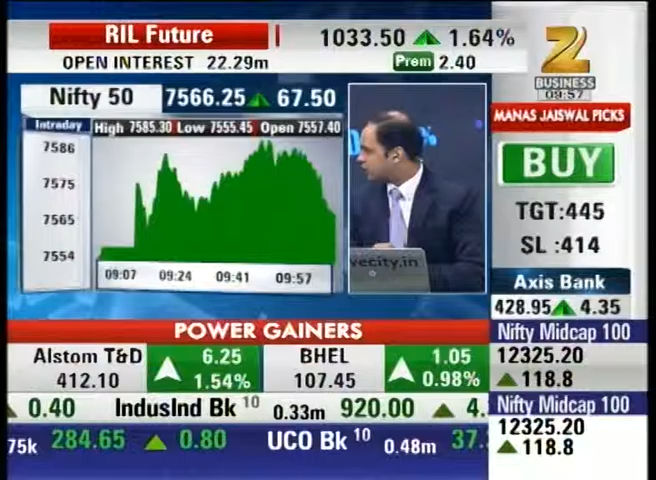 RIL Future
1033.50 1.64%
OPEN INTEREST 22.29m
Prem 2.40
Z
BUSINESS
09:57
Nifty 50 7566.25 67.50
Intraday High 7585.30 Low 7555.45 Open 7557.40
7586
7575
7565
7554
09:07 09:24 09:41 09:57
vecity.in
MANAS JAISWAL PICKS
BUY
TGT:445
SL :414
Axis Bank
428.95 4.35
POWER GAINERS
Alstom T&D 6.25 BHEL 1.05
412.10 1.54% 107.45 0.98%
Nifty Midcap 100
12325.20
118.8
Nifty Midcap 100
12325.20
118.8
0.40 IndusInd Bk 10 0.33m 920.00 4.
75k 284.65 0.80 UCO Bk 10 0.48m 37.